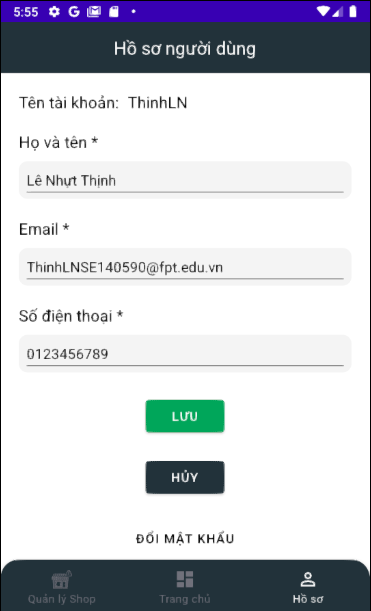 5:55
Hồ sơ người dùng
Tên tài khoản: ThinhLN
Họ và tên *
Lê Nhựt Thịnh
Email *
ThinhLNSE140590@fpt.edu.vn
Số điện thoại *
0123456789
LƯU
HỦY
ĐỔI MẬT KHẨU
Quản lý Shop
Trang chủ
Hồ sơ